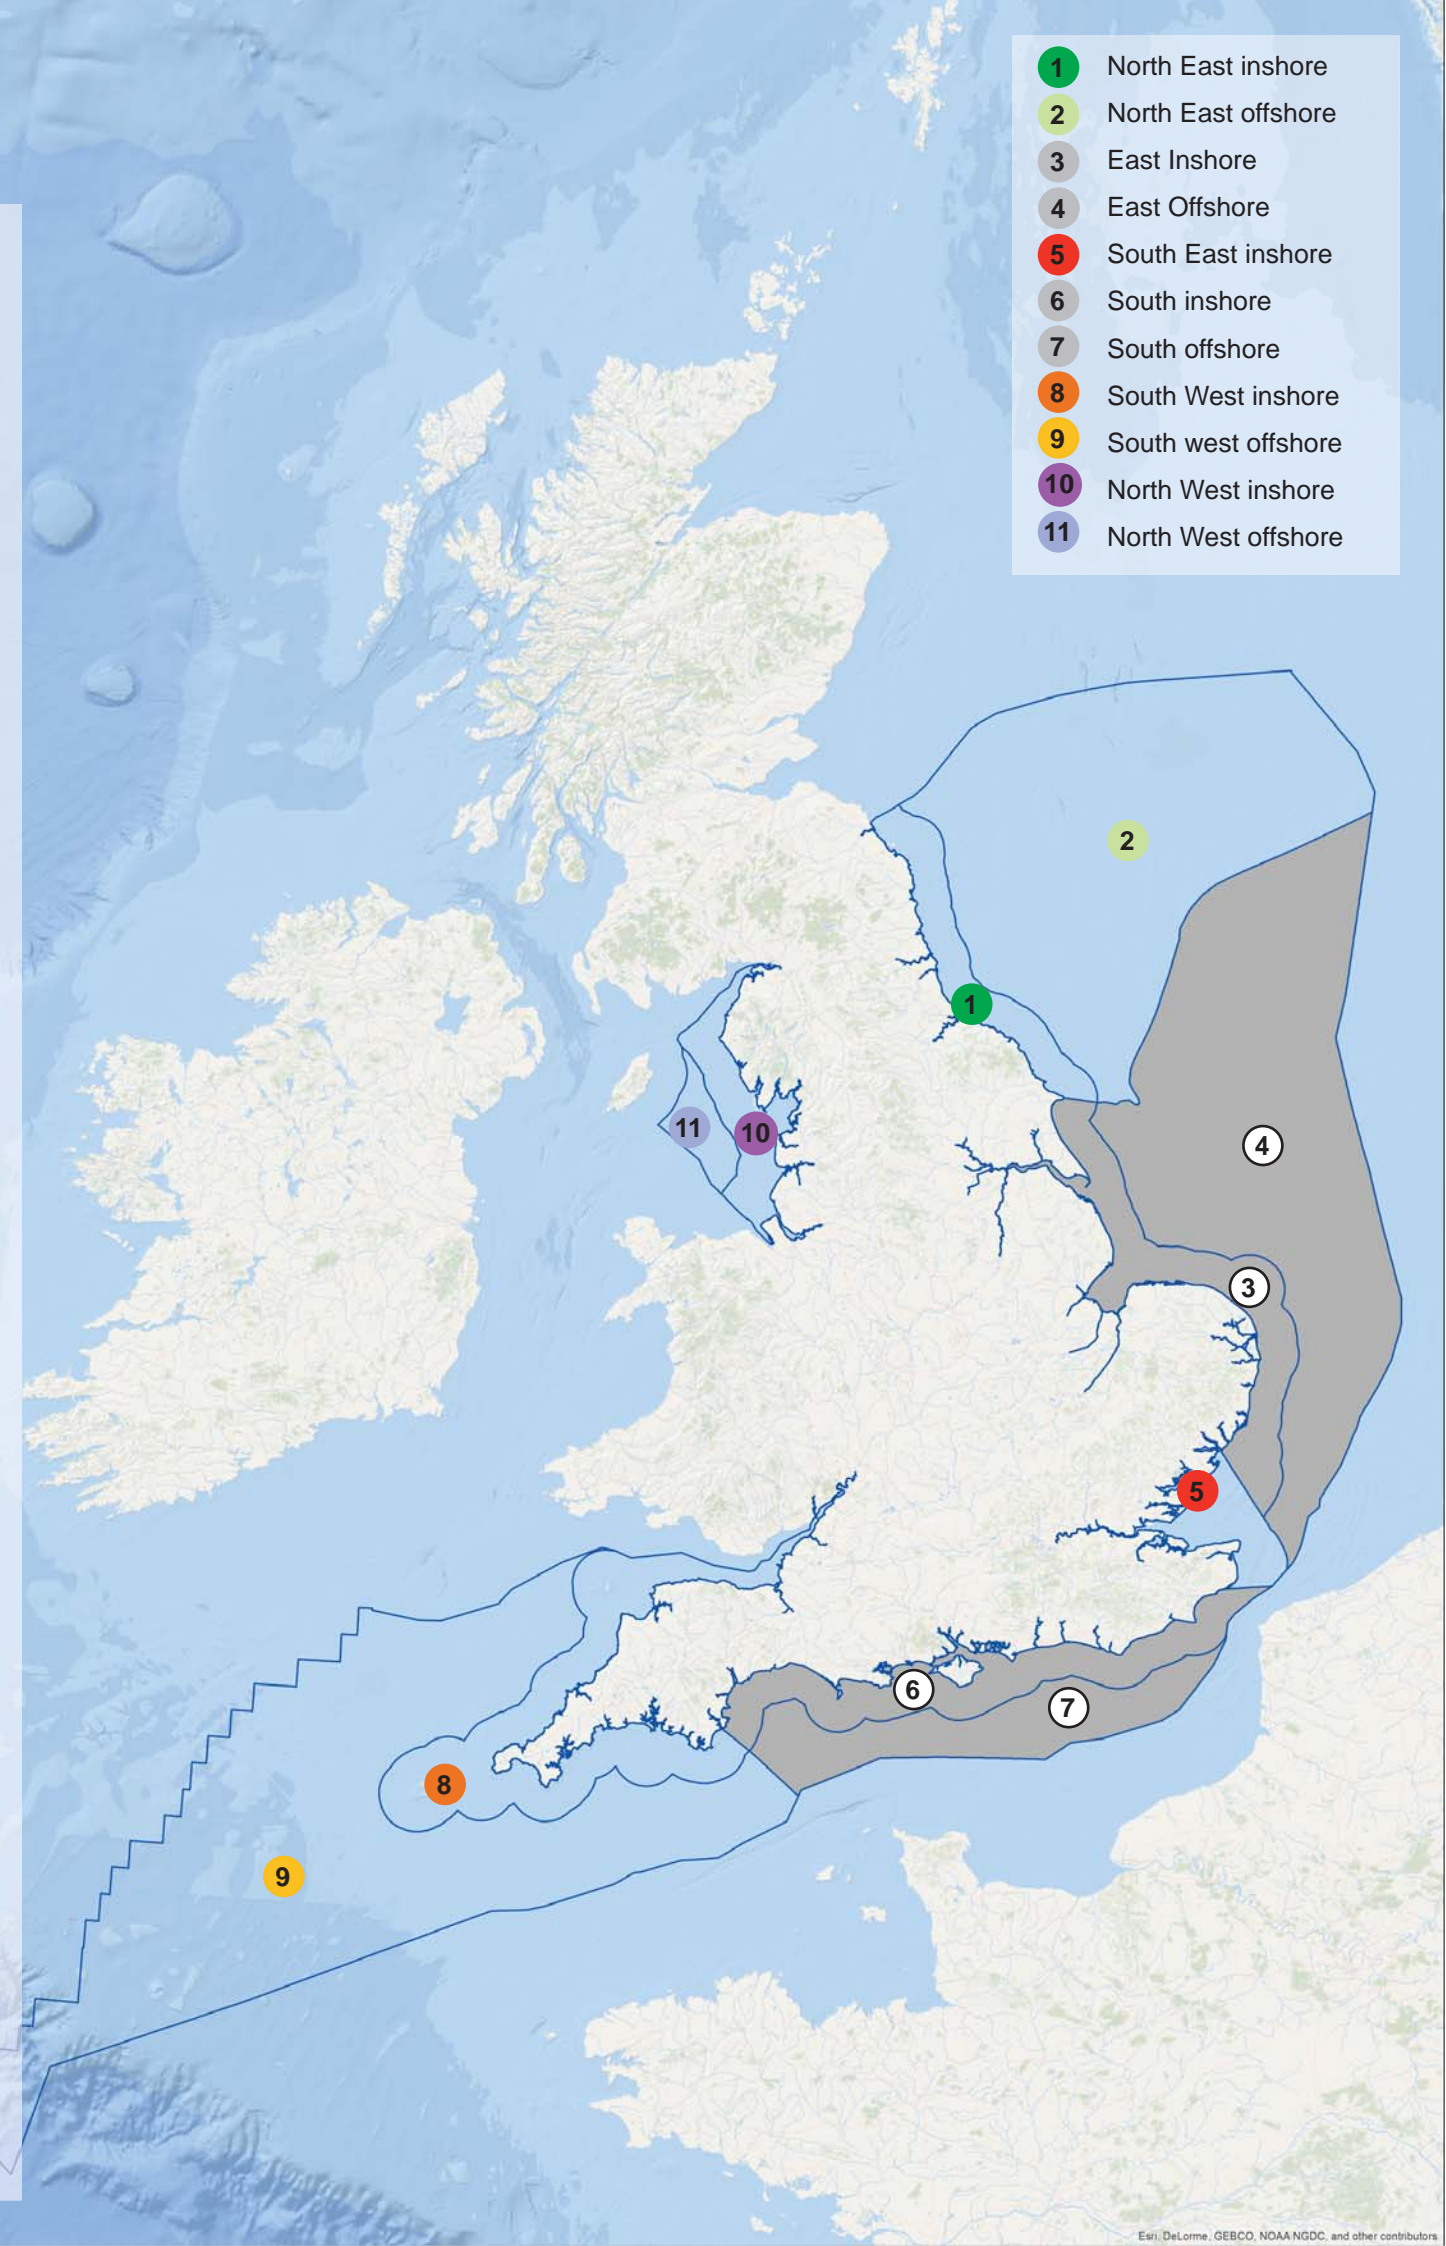 1 North East inshore
2 North East offshore
3 East Inshore
4 East Offshore
5 South East inshore
6 South inshore
7 South offshore
8 South West inshore
9 South west offshore
10 North West inshore
11 North West offshore
2
1
11
10
4
3
5
6
7
8
9
Esri, DeLorme, GEBCO, NOAA NGDC, and other contributors